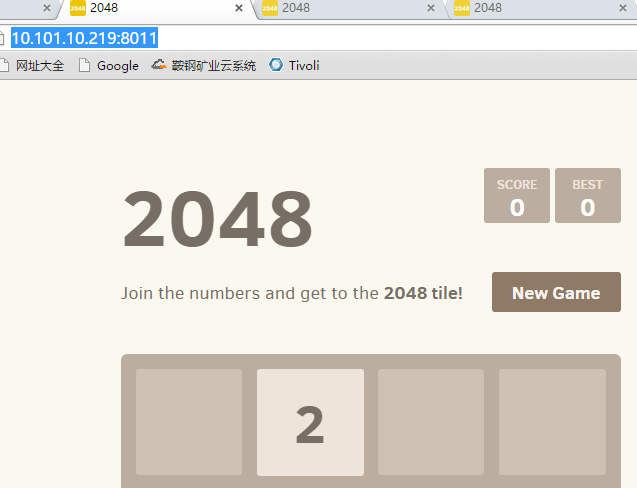 2048 2048 2048
10.101.10.219:8011
网址大全 Google 鞍钢矿业云系统 Tivoli
SCORE BEST
0 0
2048
Join the numbers and get to the 2048 tile! New Game
2